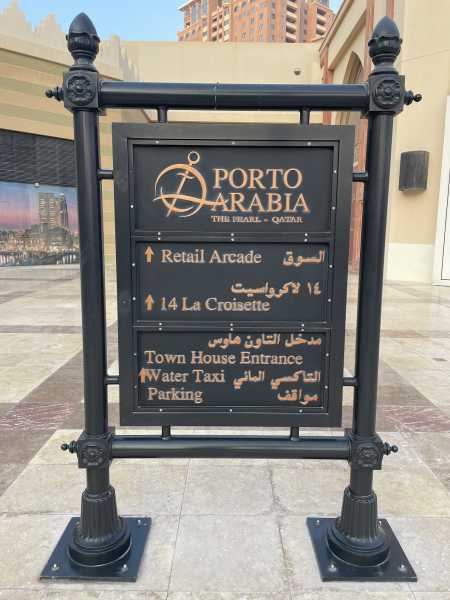 PORTO
ARABIA
THE PEARL - QATAR
Retail Arcade السوق
١٤ لاكرواسيت
14 La Croisette
مدخل التاون هاوس
Town House Entrance
Water Taxi التاكسي المائي
Parking مواقف